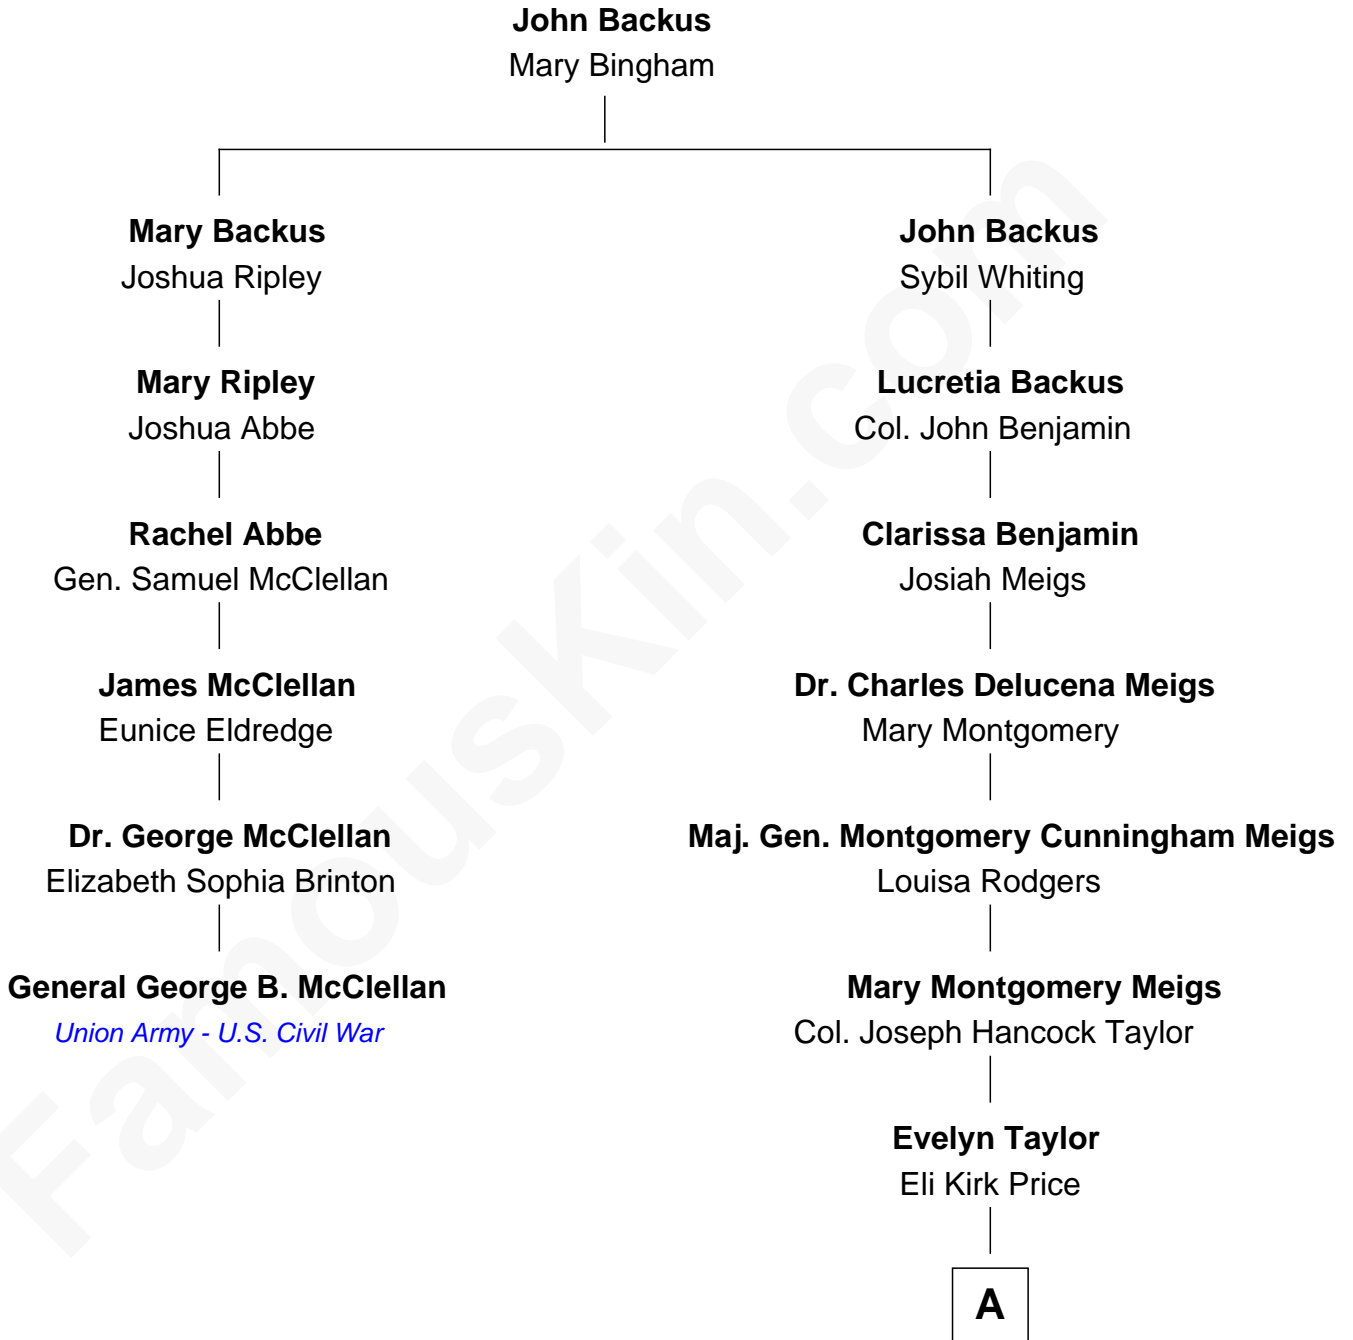 John Backus
Mary Bingham
Mary Backus
Joshua Ripley
John Backus
Sybil Whiting
Mary Ripley
Joshua Abbe
Lucretia Backus
Col. John Benjamin
Rachel Abbe
Gen. Samuel McClellan
Clarissa Benjamin
Josiah Meigs
James McClellan
Eunice Eldredge
Dr. Charles Delucena Meigs
Mary Montgomery
Dr. George McClellan
Elizabeth Sophia Brinton
Maj. Gen. Montgomery Cunningham Meigs
Louisa Rodgers
General George B. McClellan
Union Army - U.S. Civil War
Mary Montgomery Meigs
Col. Joseph Hancock Taylor
Evelyn Taylor
Eli Kirk Price
A
FamousKin.com